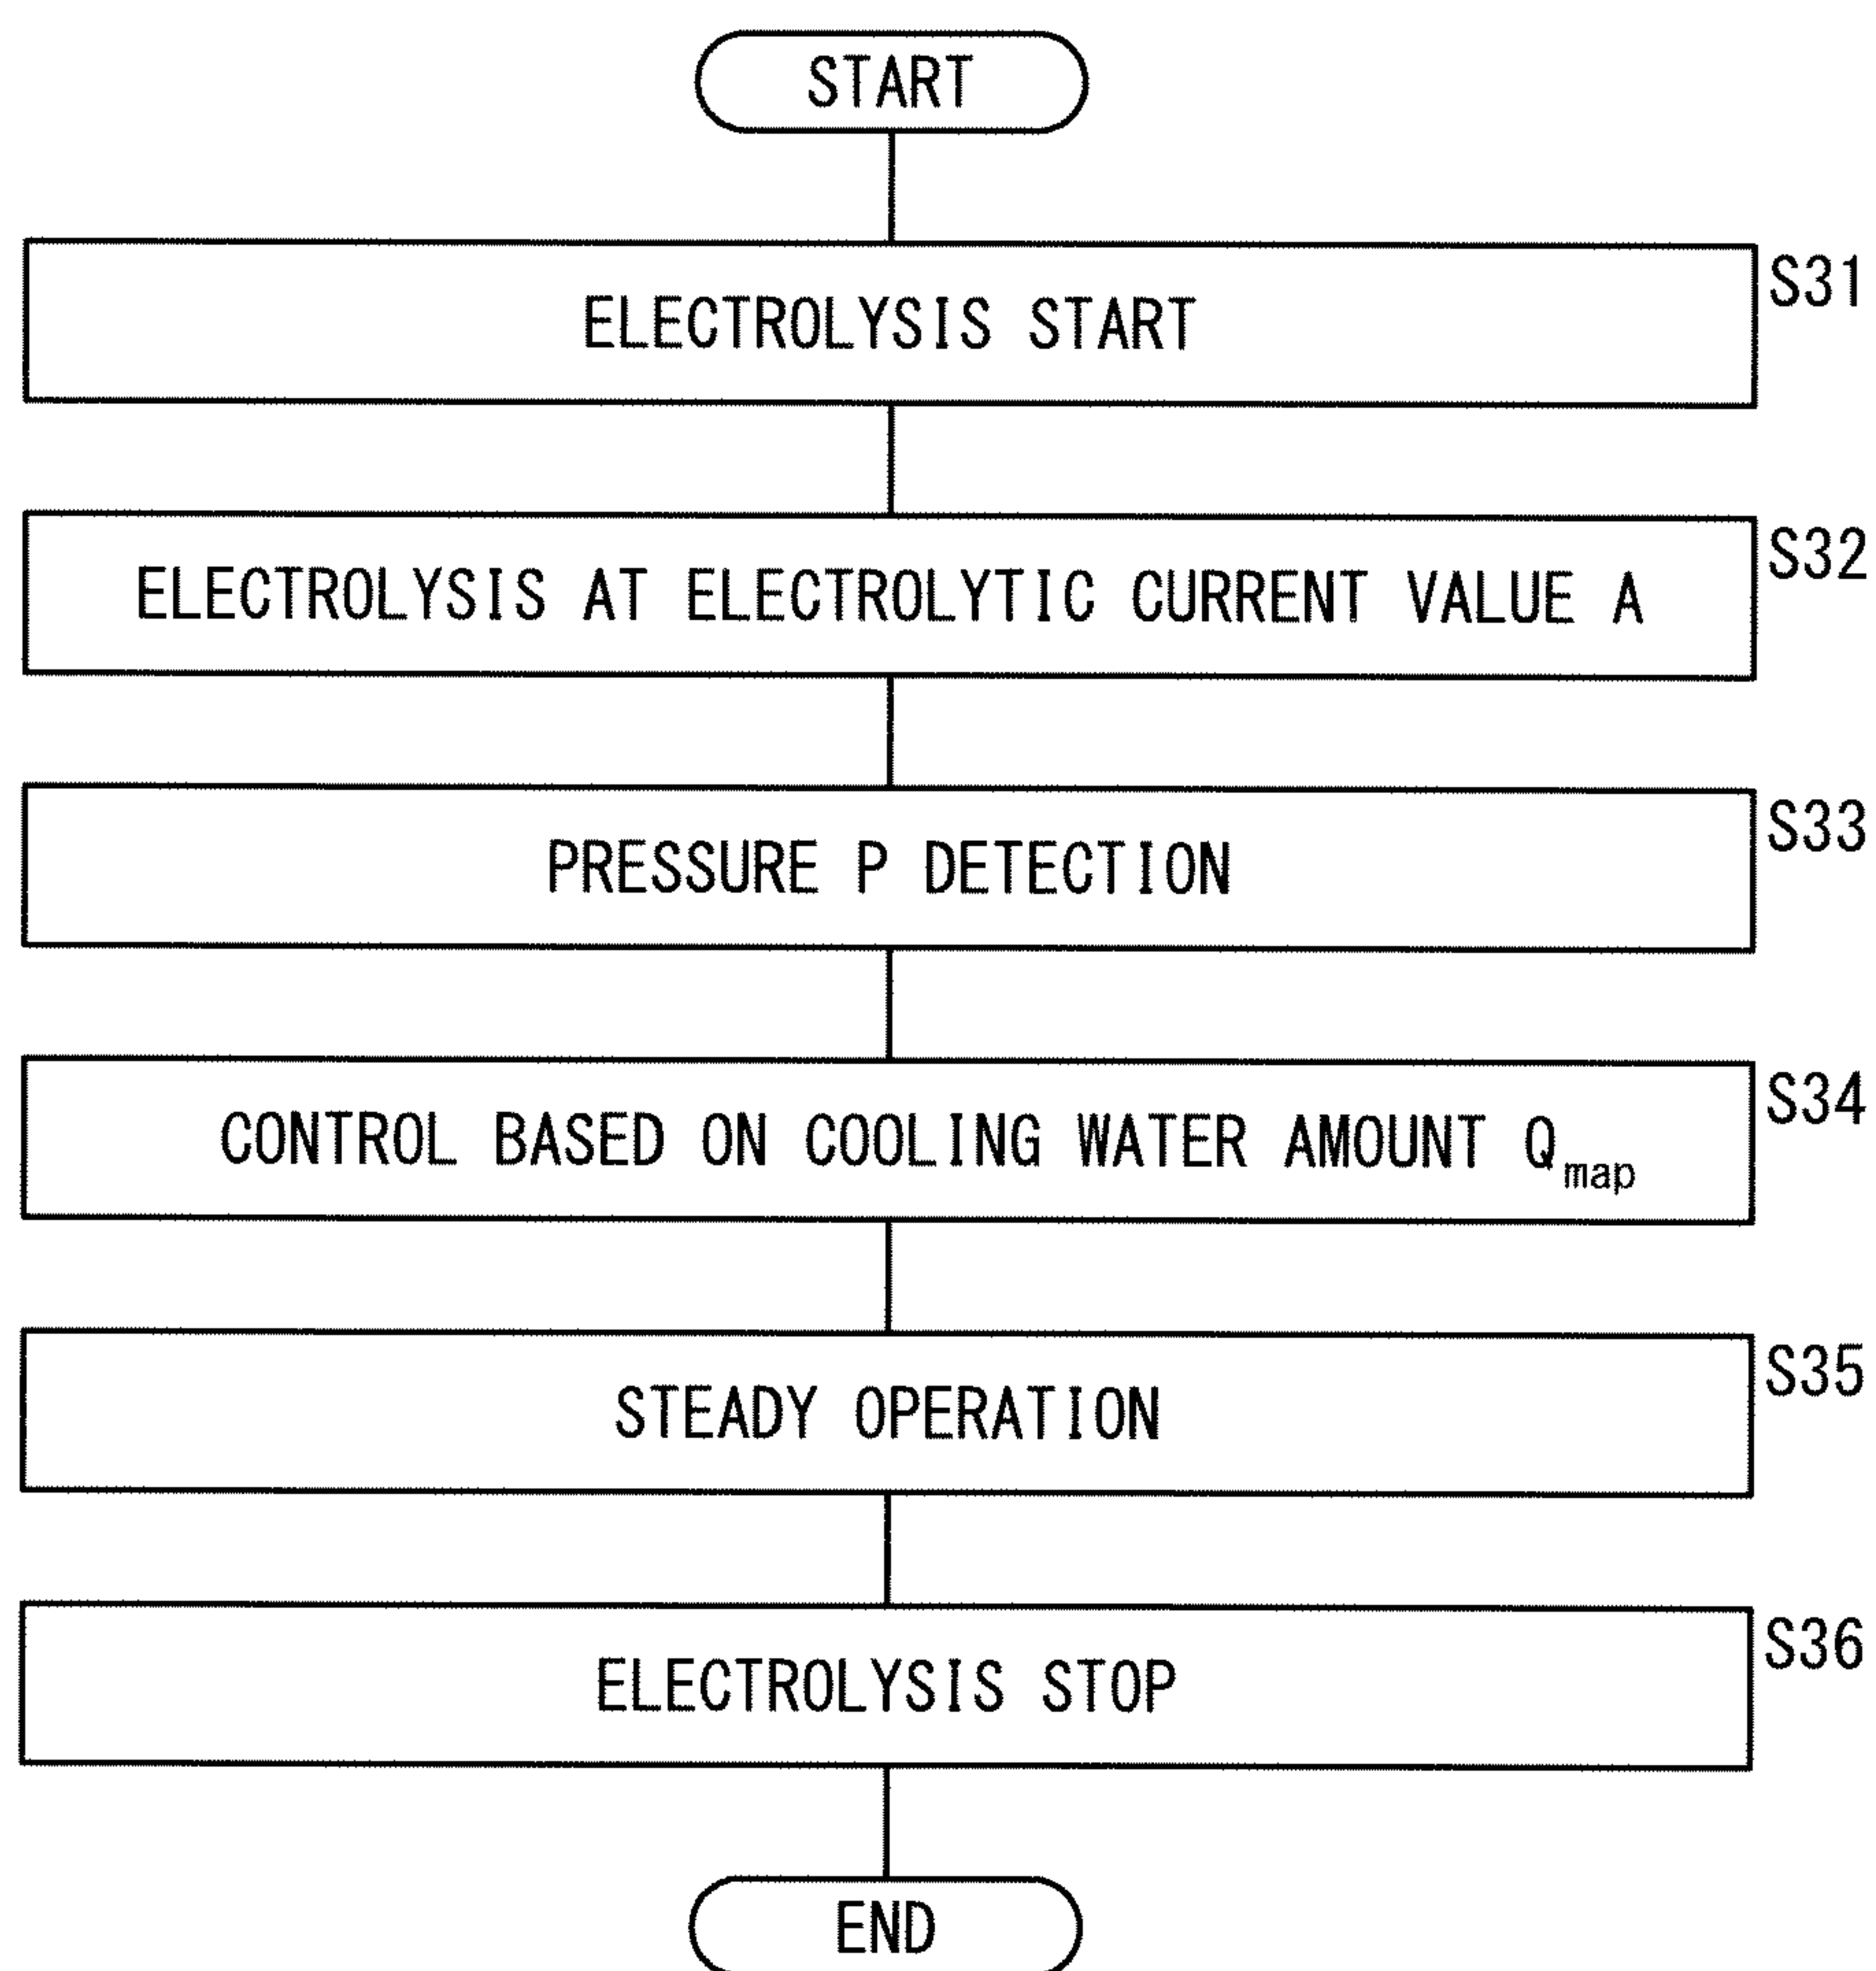 START
S31
ELECTROLYSIS START
S32
ELECTROLYSIS AT ELECTROLYTIC CURRENT VALUE A
S33
PRESSURE P DETECTION
S34
CONTROL BASED ON COOLING WATER AMOUNT Qmap
S35
STEADY OPERATION
S36
ELECTROLYSIS STOP
END